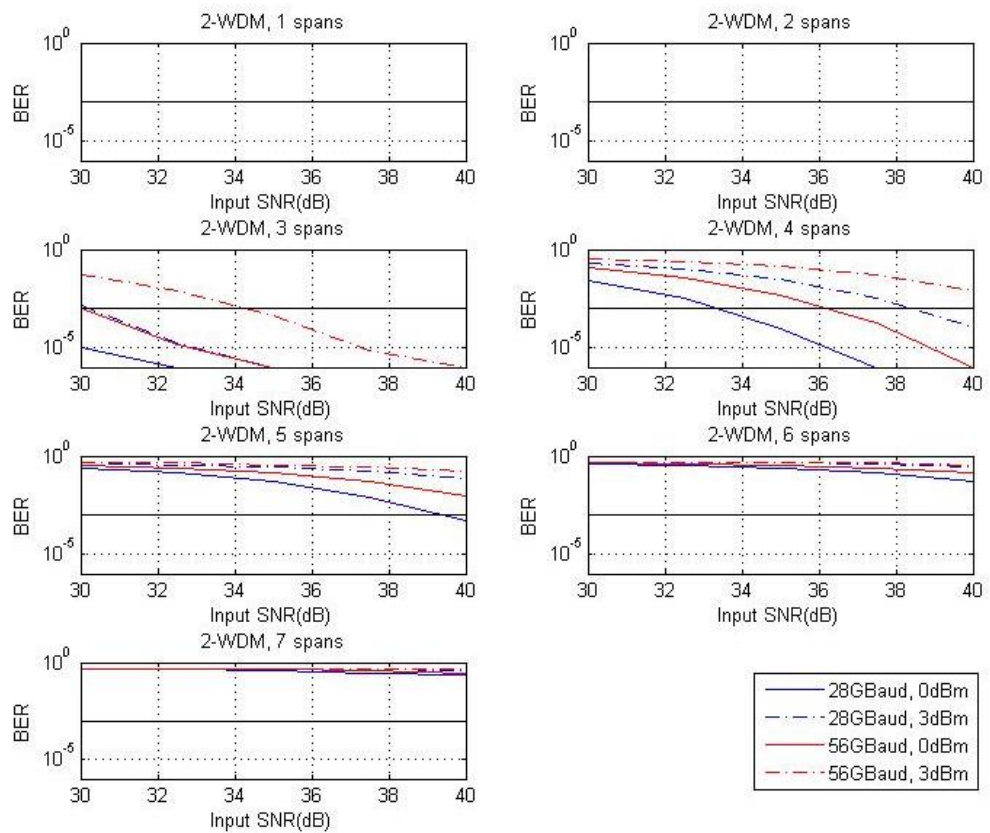 2-WDM, 1 spans
10^0
10^-5
BER
30 32 34 36 38 40
Input SNR(dB)
2-WDM, 2 spans
10^0
10^-5
BER
30 32 34 36 38 40
Input SNR(dB)
2-WDM, 3 spans
10^0
10^-5
BER
30 32 34 36 38 40
Input SNR(dB)
2-WDM, 4 spans
10^0
10^-5
BER
30 32 34 36 38 40
Input SNR(dB)
2-WDM, 5 spans
10^0
10^-5
BER
30 32 34 36 38 40
Input SNR(dB)
2-WDM, 6 spans
10^0
10^-5
BER
30 32 34 36 38 40
Input SNR(dB)
2-WDM, 7 spans
10^0
10^-5
BER
30 32 34 36 38 40
Input SNR(dB)
28GBaud, 0dBm
28GBaud, 3dBm
56GBaud, 0dBm
56GBaud, 3dBm